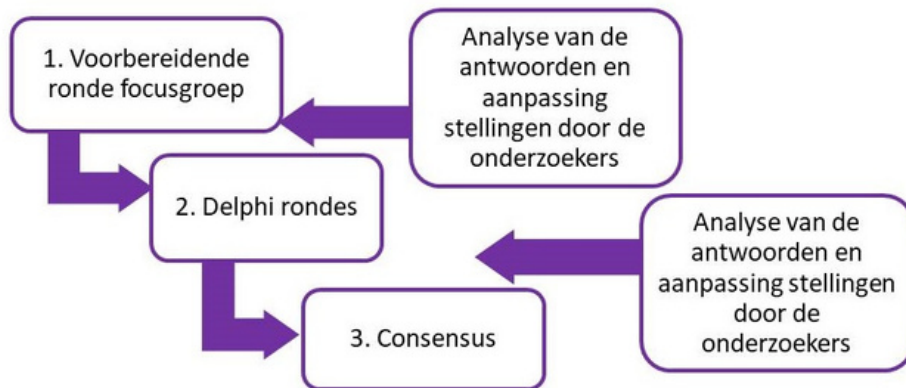 1. Voorbereidende
ronde focusgroep
Analyse van de
antwoorden en
aanpassing
stellingen door de
onderzoekers
2. Delphi rondes
Analyse van de
antwoorden en
aanpassing stellingen
door de
onderzoekers
3. Consensus